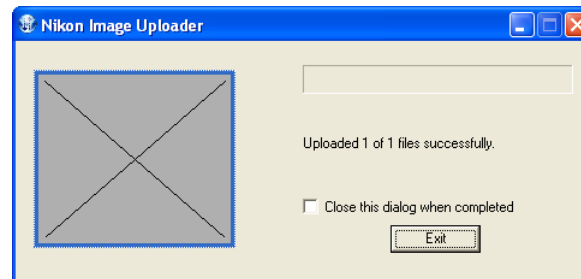 Nikon Image Uploader
Uploaded 1 of 1 files successfully.
Close this dialog when completed
Exit